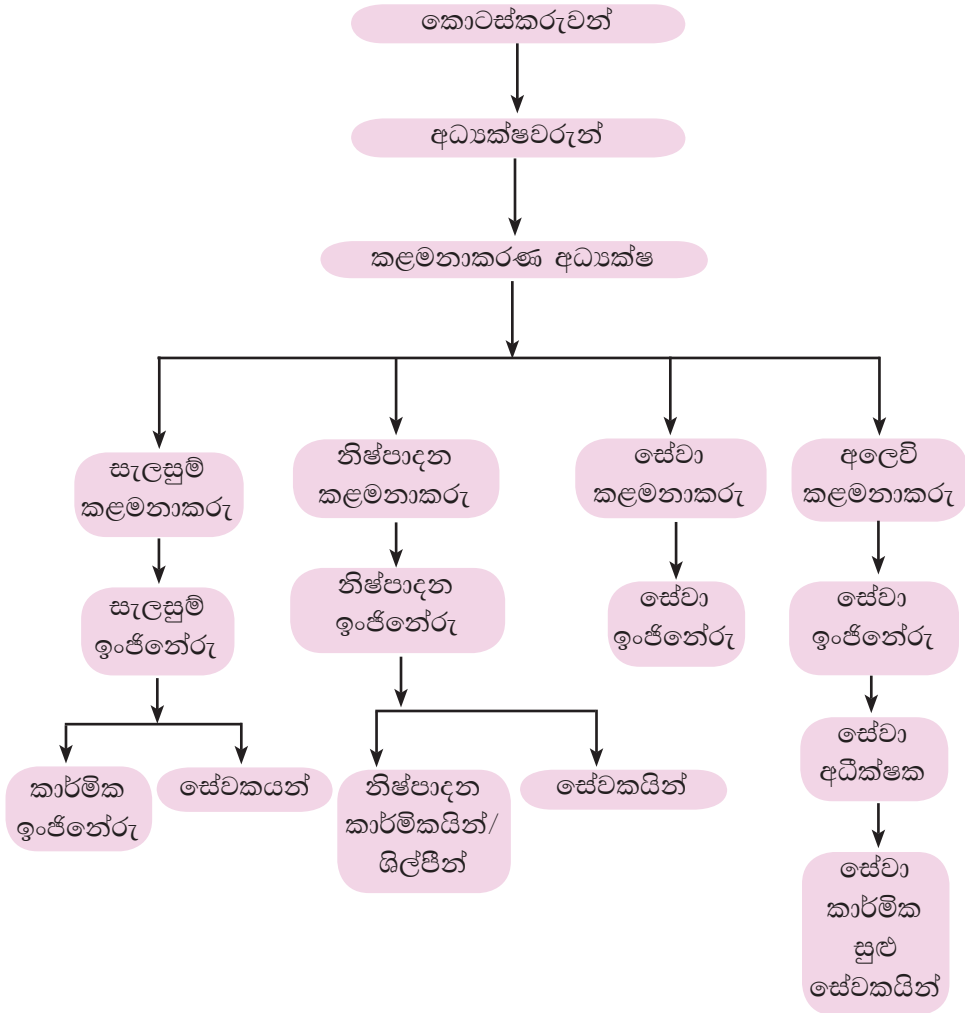 කොටස්කරුවන්
අධ්‍යක්ෂවරුන්
කළමනාකරණ අධ්‍යක්ෂ
සැලසුම්
කළමනාකරු
නිෂ්පාදන
කළමනාකරු
සේවා
කළමනාකරු
අලෙවි
කළමනාකරු
සැලසුම්
ඉංජිනේරු
නිෂ්පාදන
ඉංජිනේරු
සේවා
ඉංජිනේරු
සේවා
ඉංජිනේරු
කාර්මික
ඉංජිනේරු
සේවකයන්
නිෂ්පාදන
කාර්මිකයින්/
ශිල්පීන්
සේවකයින්
සේවා
අධීක්ෂක
සේවා
කාර්මික
සුළු
සේවකයින්